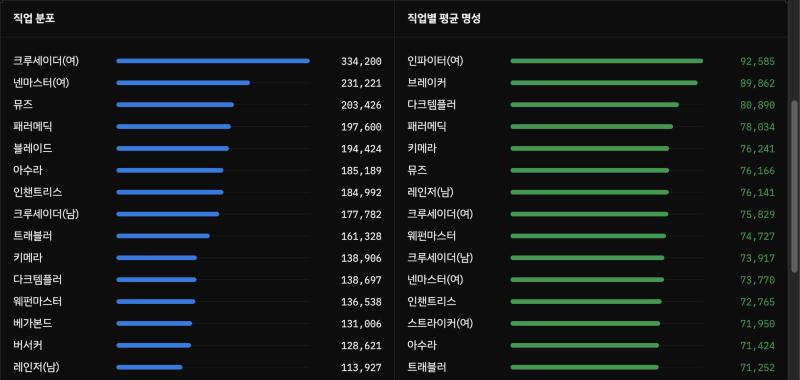 직업 분포
크루세이더(여) 334,200
넨마스터(여) 231,221
뮤즈 203,426
패러메딕 197,600
블레이드 194,424
아수라 185,189
인챈트리스 184,992
크루세이더(남) 177,782
트래블러 161,328
키메라 138,906
다크템플러 138,697
웨펀마스터 136,538
베가본드 131,006
버서커 128,621
레인저(남) 113,927
직업별 평균 명성
인파이터(여) 92,585
브레이커 89,862
다크템플러 80,890
패러메딕 78,034
키메라 76,241
뮤즈 76,166
레인저(남) 76,141
크루세이더(여) 75,829
웨펀마스터 74,727
크루세이더(남) 73,917
넨마스터(여) 73,770
인챈트리스 72,765
스트라이커(여) 71,950
아수라 71,424
트래블러 71,252